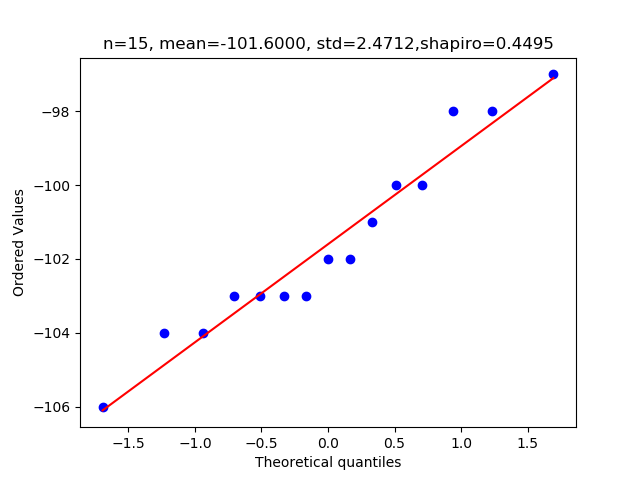 n=15, mean=-101.6000, std=2.4712,shapiro=0.4495
Ordered Values
−98
−100
−102
−104
−106
−1.5 −1.0 −0.5 0.0 0.5 1.0 1.5
Theoretical quantiles